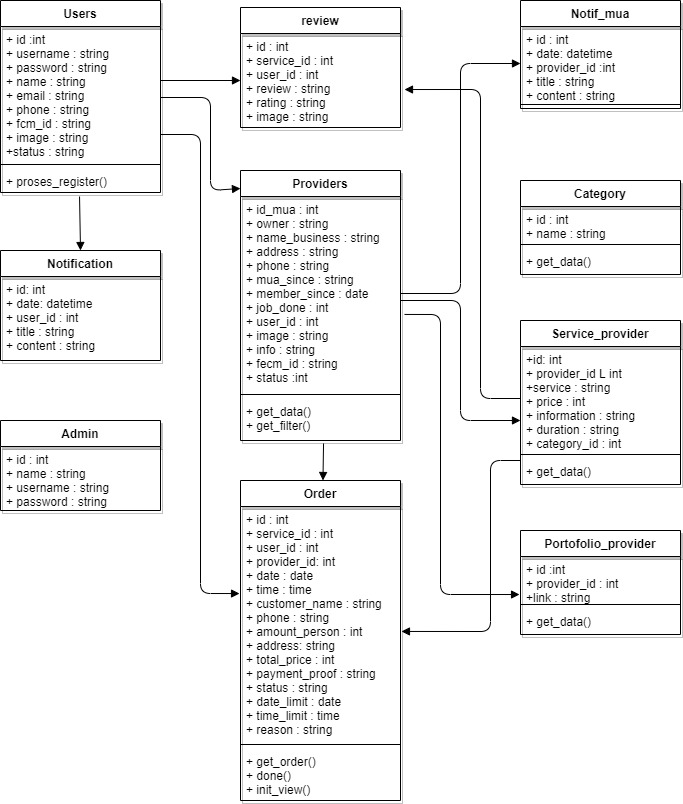 Users
+ id :int
+ username : string
+ password : string
+ name : string
+ email : string
+ phone : string
+ fcm_id : string
+ image : string
+status : string
+ proses_register()
Notification
+ id: int
+ date: datetime
+ user_id : int
+ title : string
+ content : string
Admin
+ id : int
+ name : string
+ username : string
+ password : string
review
+ id : int
+ service_id : int
+ user_id : int
+ review : string
+ rating : string
+ image : string
Providers
+ id_mua : int
+ owner : string
+ name_business : string
+ address : string
+ phone : string
+ mua_since : string
+ member_since : date
+ job_done : int
+ user_id : int
+ image : string
+ info : string
+ fecm_id : string
+ status :int
+ get_data()
+ get_filter()
Order
+ id : int
+ service_id : int
+ user_id : int
+ provider_id: int
+ date : date
+ time : time
+ customer_name : string
+ phone : string
+ amount_person : int
+ address: string
+ total_price : int
+ payment_proof : string
+ status : string
+ date_limit : date
+ time_limit : time
+ reason : string
+ get_order()
+ done()
+ init_view()
Notif_mua
+ id : int
+ date: datetime
+ provider_id :int
+ title : string
+ content : string
Category
+ id : int
+ name : string
+ get_data()
Service_provider
+id: int
+ provider_id L int
+service : string
+ price : int
+ information : string
+ duration : string
+ category_id : int
+ get_data()
Portofolio_provider
+ id :int
+ provider_id : int
+link : string
+ get_data()